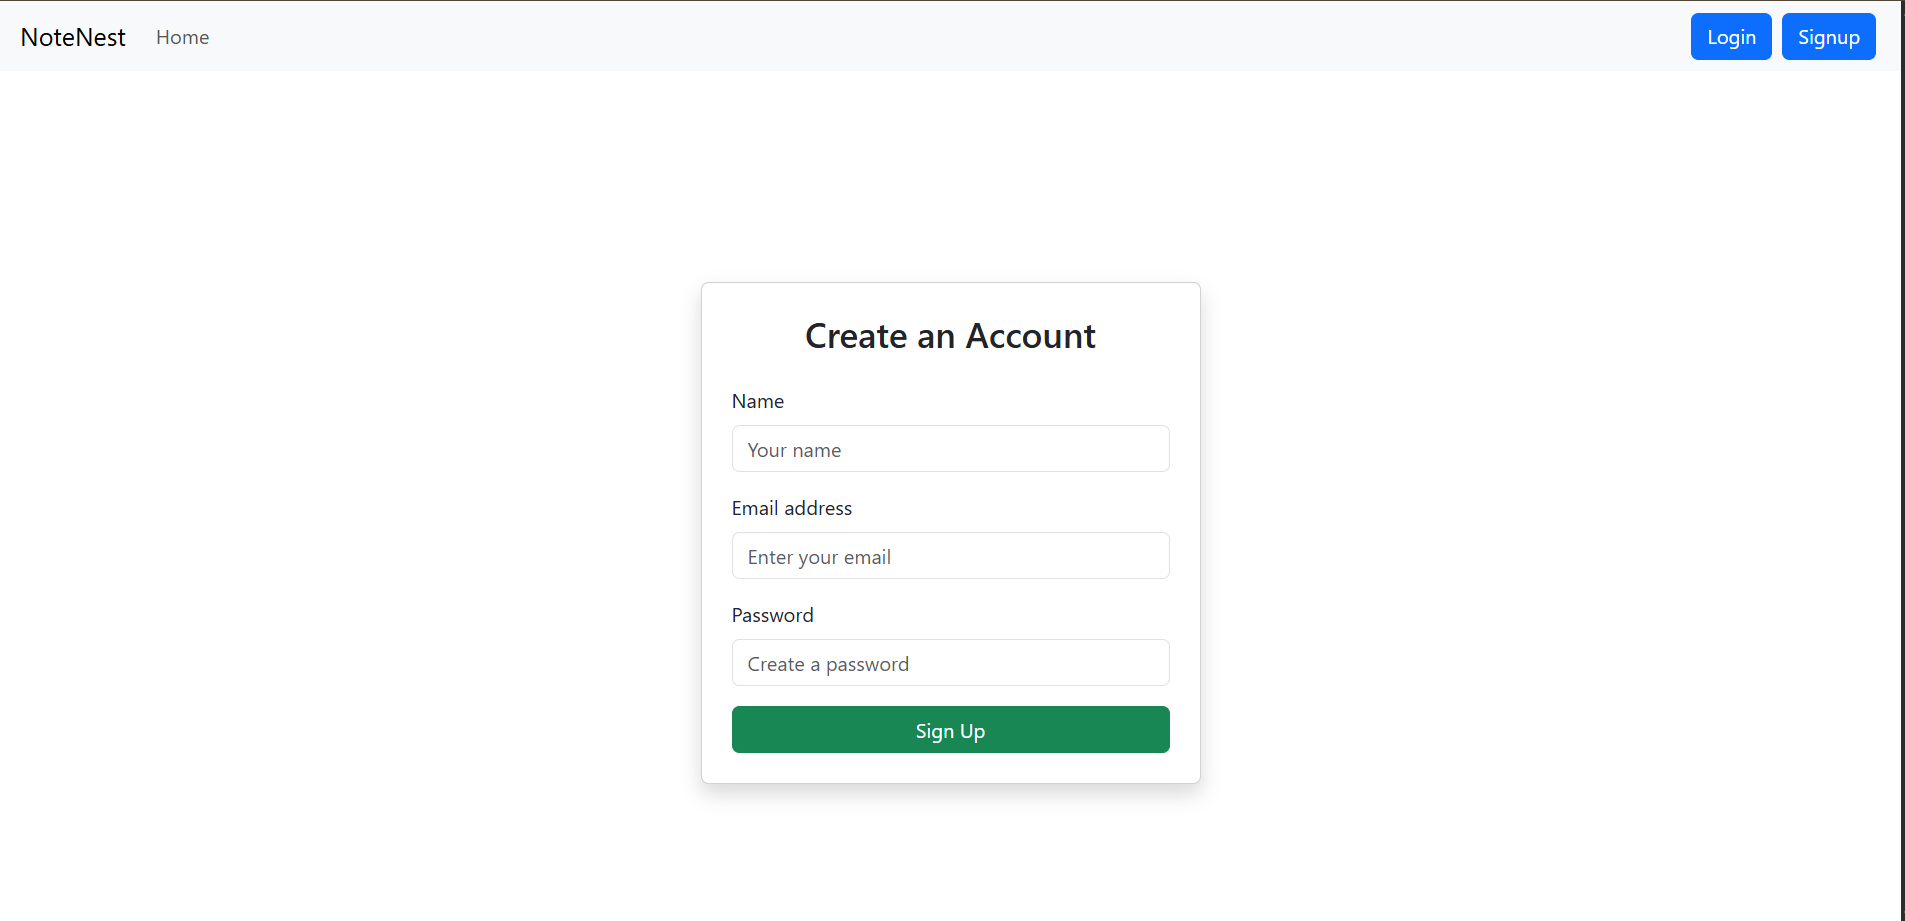 NoteNest Home Login Signup
Create an Account
Name
Your name
Email address
Enter your email
Password
Create a password
Sign Up